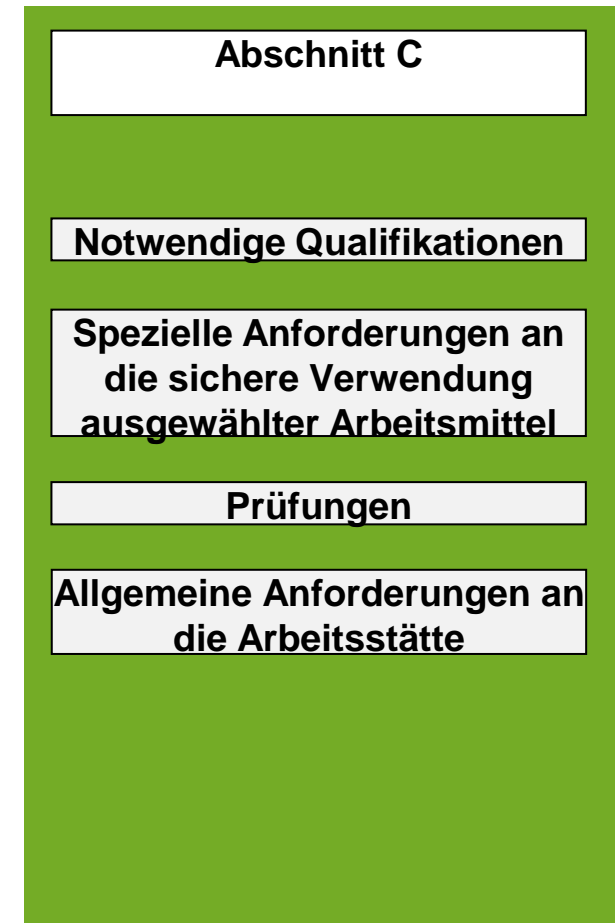 Abschnitt C
Notwendige Qualifikationen
Spezielle Anforderungen an
die sichere Verwendung
ausgewählter Arbeitsmittel
Prüfungen
Allgemeine Anforderungen an
die Arbeitsstätte